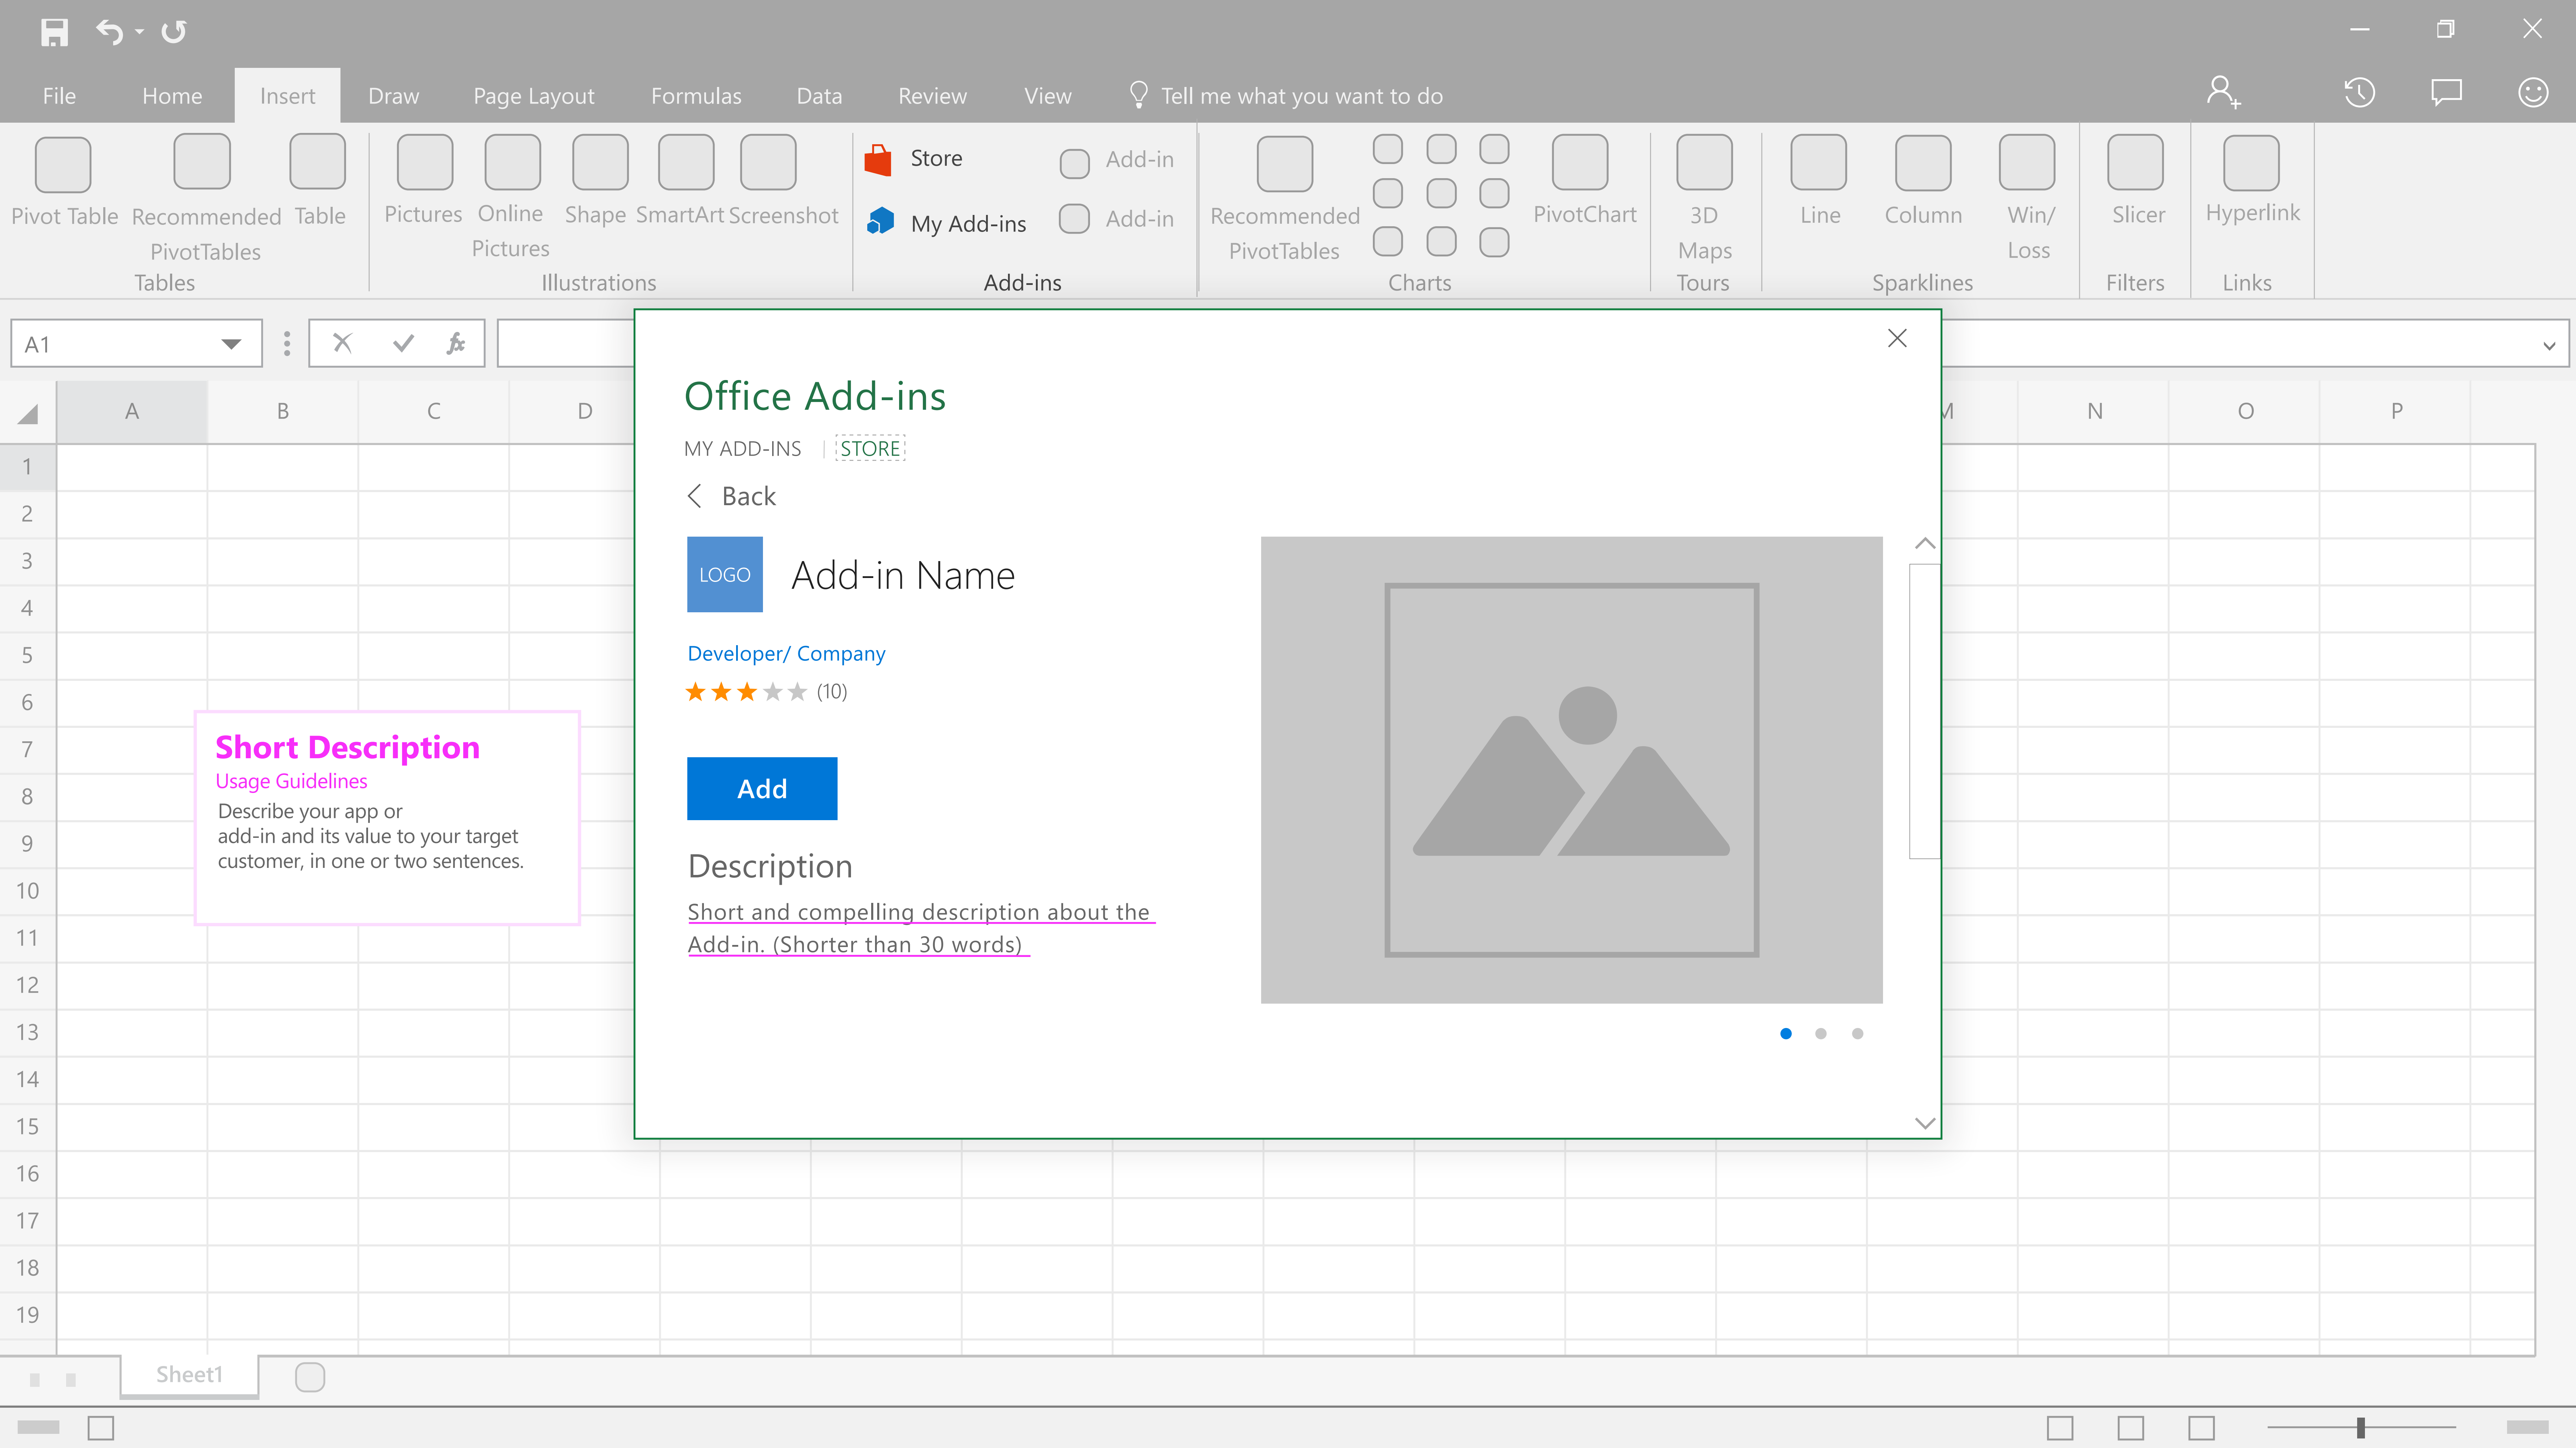 File Home Insert Draw Page Layout Formulas Data Review View Tell me what you want to do
Pivot Table
Recommended
PivotTables
Table
Tables
Pictures
Online
Pictures
Shape
SmartArt
Screenshot
Illustrations
Store
My Add-ins
Add-in
Add-in
Add-ins
Recommended
PivotTables
PivotChart
Charts
3D
Maps
Tours
Line
Column
Win/
Loss
Sparklines
Slicer
Filters
Hyperlink
Links
A1
fx
A B C D M N O P
1
2
3
4
5
6
7
8
9
10
11
12
13
14
15
16
17
18
19
Short Description
Usage Guidelines
Describe your app or
add-in and its value to your target
customer, in one or two sentences.
Office Add-ins
MY ADD-INS | STORE
Back
LOGO
Add-in Name
Developer/ Company
(10)
Add
Description
Short and compelling description about the
Add-in. (Shorter than 30 words)
Sheet1